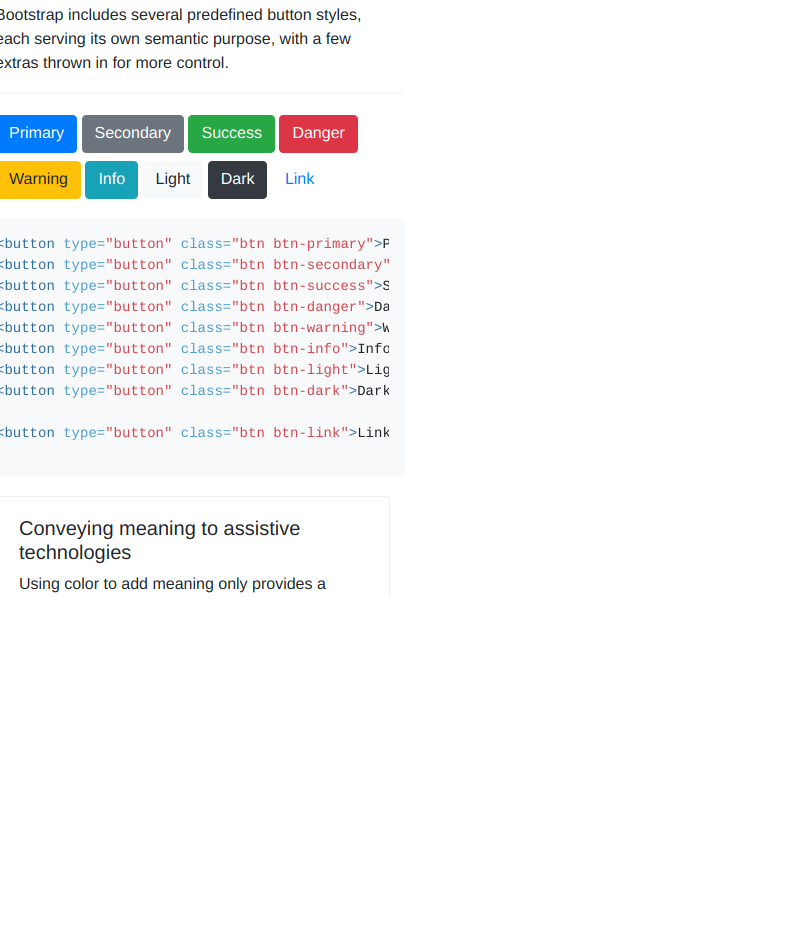 Bootstrap includes several predefined button styles,
each serving its own semantic purpose, with a few
extras thrown in for more control.
Primary Secondary Success Danger
Warning Info Light Dark Link
<button type="button" class="btn btn-primary">P
<button type="button" class="btn btn-secondary"
<button type="button" class="btn btn-success">S
<button type="button" class="btn btn-danger">Da
<button type="button" class="btn btn-warning">W
<button type="button" class="btn btn-info">Info
<button type="button" class="btn btn-light">Lig
<button type="button" class="btn btn-dark">Dark
<button type="button" class="btn btn-link">Link
Conveying meaning to assistive
technologies
Using color to add meaning only provides a